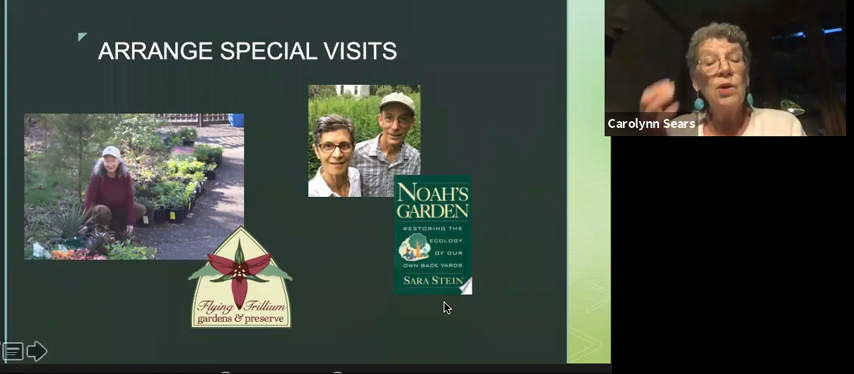 ARRANGE SPECIAL VISITS
NOAH'S
GARDEN
RESTORING THE
ECOLOGY
OF OUR
OWN BACK YARDS
SARA STEIN
Flying Trillium
gardens & preserve
Carolynn Sears